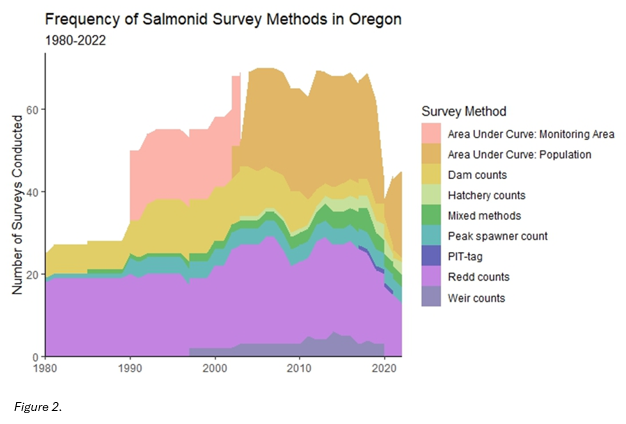 Frequency of Salmonid Survey Methods in Oregon
1980-2022
Number of Surveys Conducted
60
40
20
0
1980
1990
2000
2010
2020
Survey Method
Area Under Curve: Monitoring Area
Area Under Curve: Population
Dam counts
Hatchery counts
Mixed methods
Peak spawner count
PIT-tag
Redd counts
Weir counts
Figure 2.